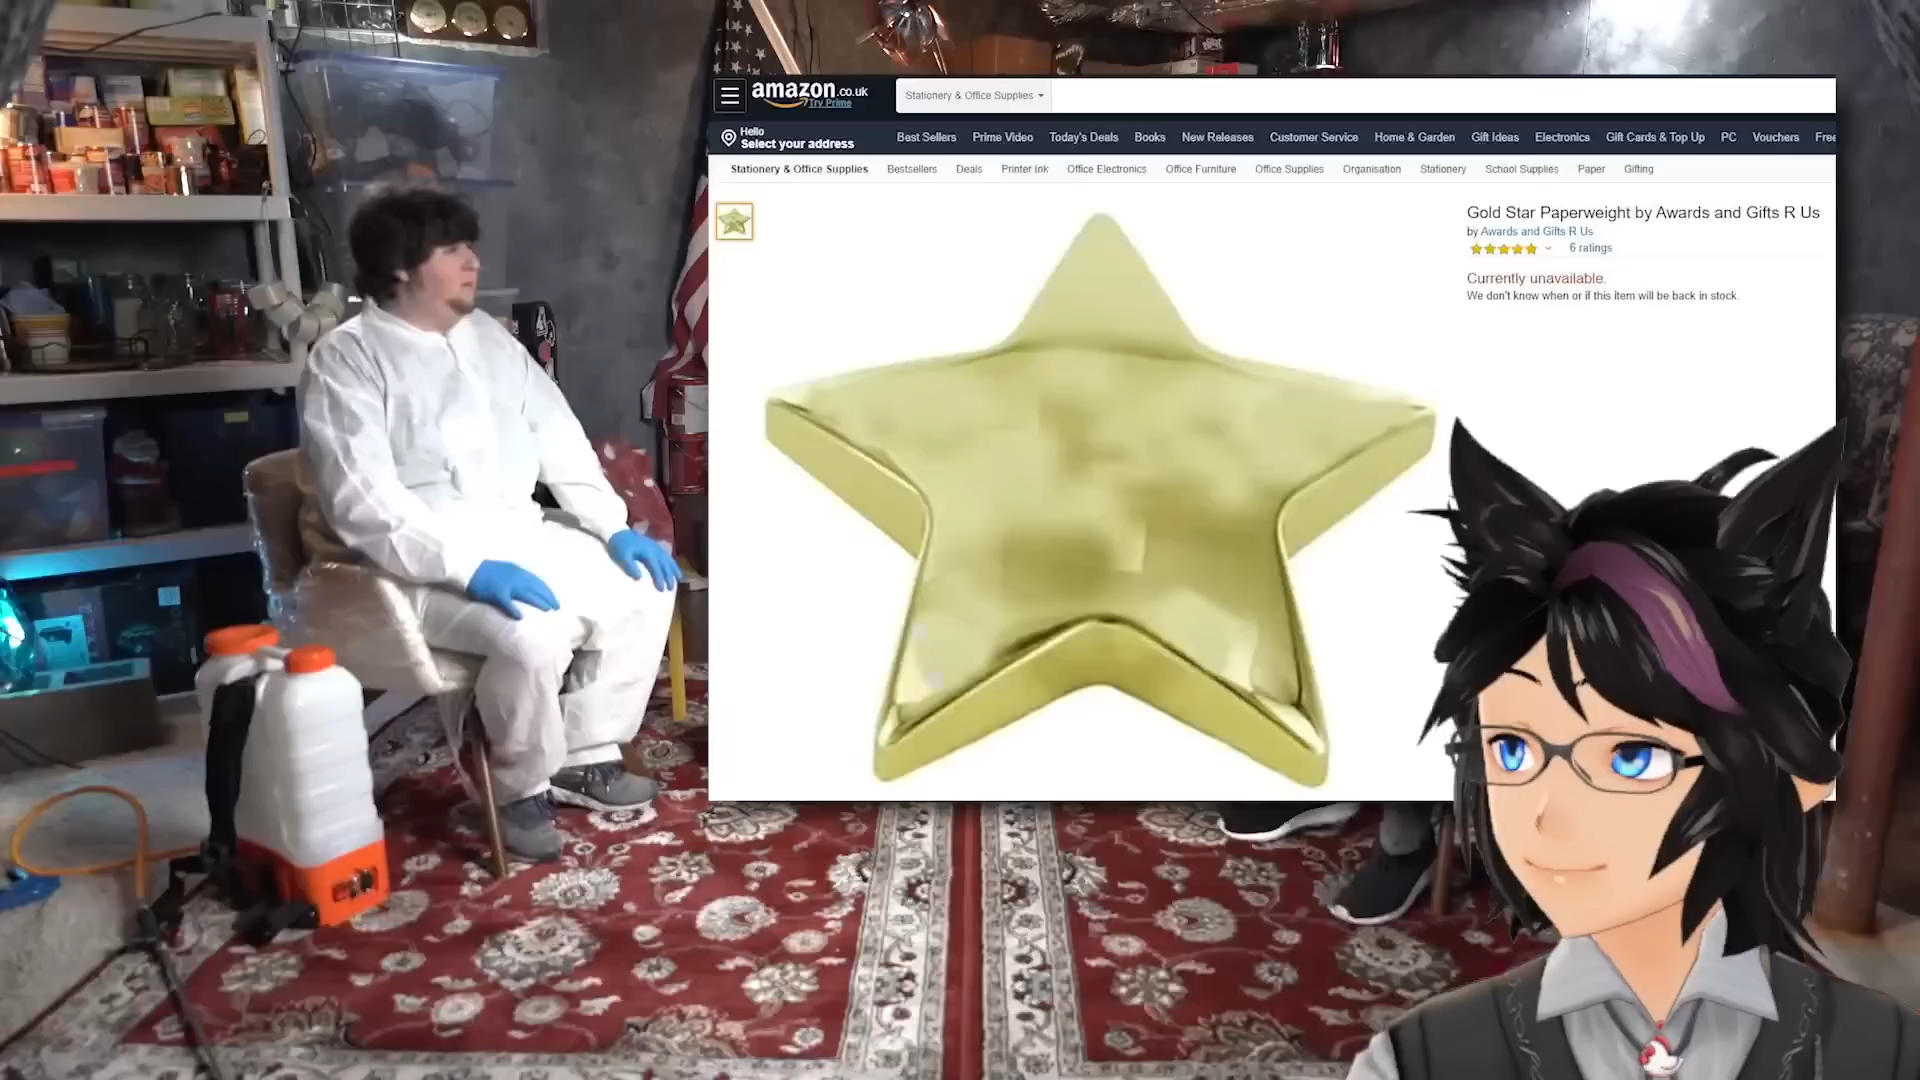 amazon.co.uk
Try Prime
Stationery & Office Supplies
Hello
Select your address
Best Sellers Prime Video Today's Deals Books New Releases Customer Service Home & Garden Gift Ideas Electronics Gift Cards & Top Up PC Vouchers Free
Stationery & Office Supplies Bestsellers Deals Printer Ink Office Electronics Office Furniture Office Supplies Organisation Stationery School Supplies Paper Gifting
Gold Star Paperweight by Awards and Gifts R Us
by Awards and Gifts R Us
6 ratings
Currently unavailable.
We don't know when or if this item will be back in stock.